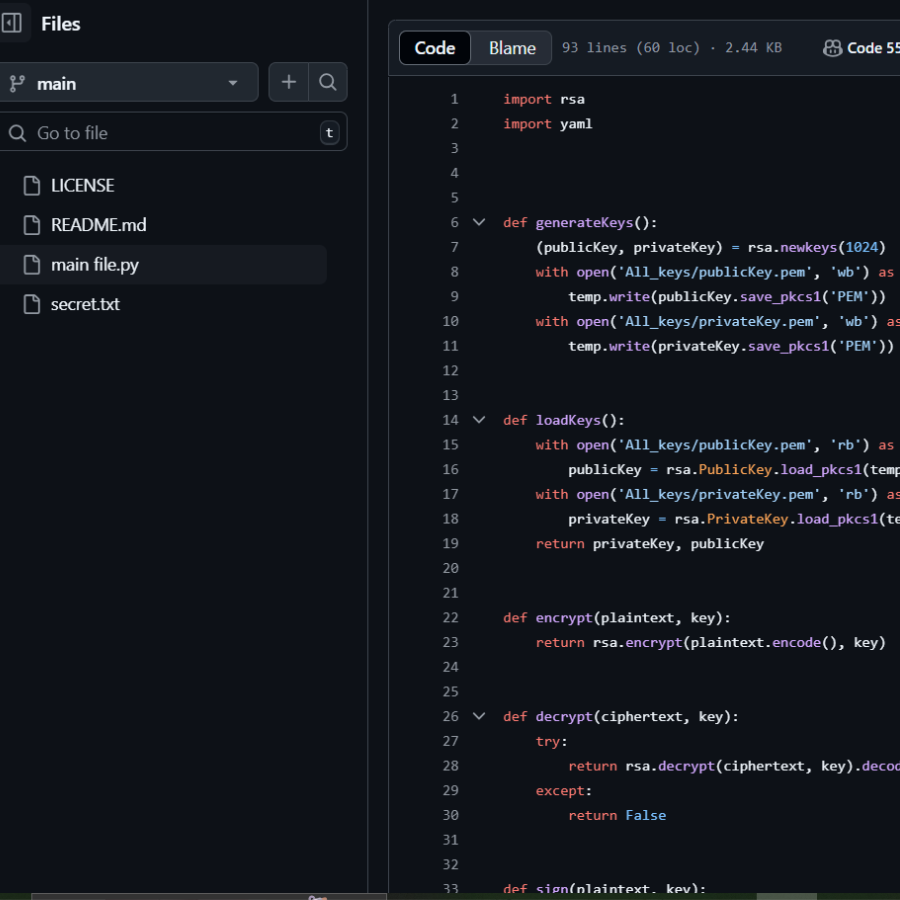 Files
main
Go to file
t
LICENSE
README.md
main file.py
secret.txt
Code Blame 93 lines (60 loc) · 2.44 KB Code 55
1 import rsa
2 import yaml
3
4
5
6 def generateKeys():
7 (publicKey, privateKey) = rsa.newkeys(1024)
8 with open('All_keys/publicKey.pem', 'wb') as
9 temp.write(publicKey.save_pkcs1('PEM'))
10 with open('All_keys/privateKey.pem', 'wb') as
11 temp.write(privateKey.save_pkcs1('PEM'))
12
13
14 def loadKeys():
15 with open('All_keys/publicKey.pem', 'rb') as
16 publicKey = rsa.PublicKey.load_pkcs1(temp
17 with open('All_keys/privateKey.pem', 'rb') as
18 privateKey = rsa.PrivateKey.load_pkcs1(te
19 return privateKey, publicKey
20
21
22 def encrypt(plaintext, key):
23 return rsa.encrypt(plaintext.encode(), key)
24
25
26 def decrypt(ciphertext, key):
27 try:
28 return rsa.decrypt(ciphertext, key).decod
29 except:
30 return False
31
32
33 def sign(plaintext, key):